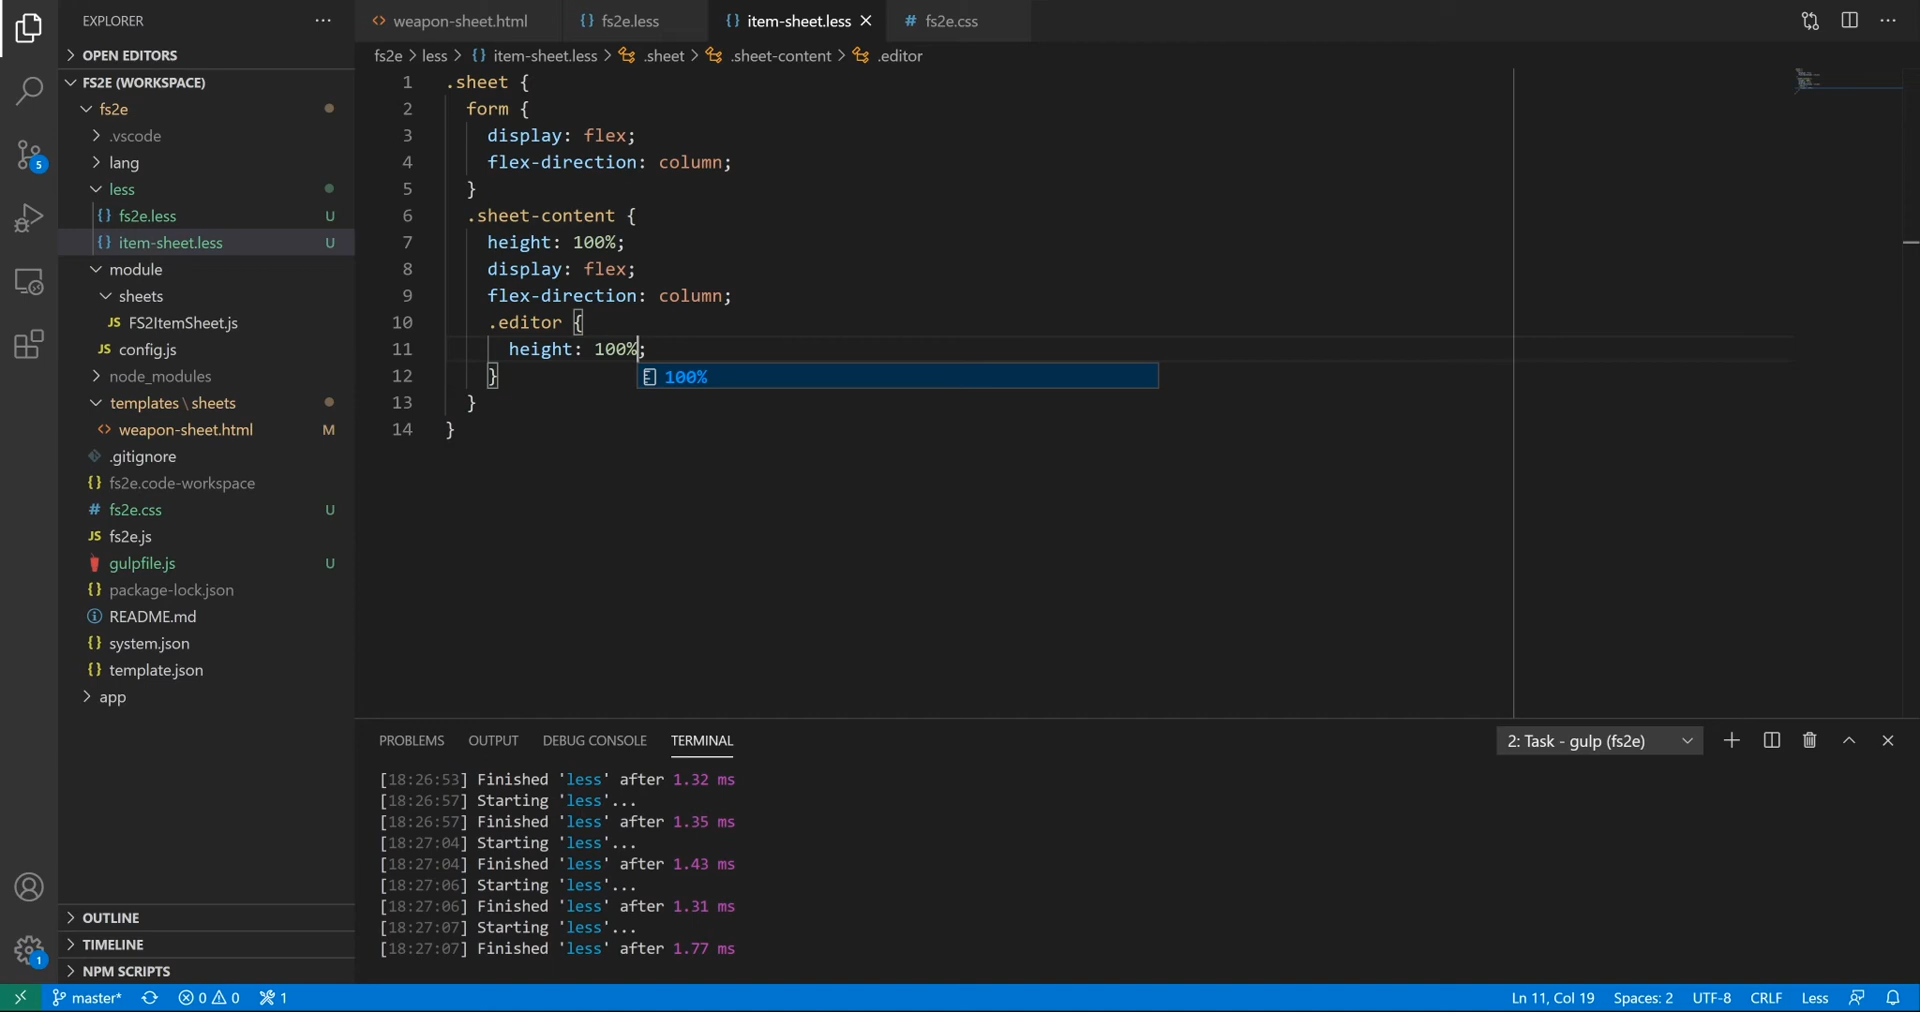 EXPLORER
OPEN EDITORS
FS2E (WORKSPACE)
fs2e
.vscode
lang
less
fs2e.less U
item-sheet.less U
module
sheets
JS FS2ItemSheet.js
JS config.js
node_modules
templates \ sheets
weapon-sheet.html M
.gitignore
{} fs2e.code-workspace
# fs2e.css U
JS fs2e.js
gulpfile.js U
{} package-lock.json
README.md
{} system.json
{} template.json
app
OUTLINE
TIMELINE
NPM SCRIPTS
5
1
weapon-sheet.html
fs2e.less
item-sheet.less
# fs2e.css
fs2e > less > {} item-sheet.less > .sheet > .sheet-content > .editor
1 .sheet {
2 form {
3 display: flex;
4 flex-direction: column;
5 }
6 .sheet-content {
7 height: 100%;
8 display: flex;
9 flex-direction: column;
10 .editor {
11 height: 100%;
100%
12 }
13 }
14 }
PROBLEMS OUTPUT DEBUG CONSOLE TERMINAL
2: Task - gulp (fs2e)
[18:26:53] Finished 'less' after 1.32 ms
[18:26:57] Starting 'less'...
[18:26:57] Finished 'less' after 1.35 ms
[18:27:04] Starting 'less'...
[18:27:04] Finished 'less' after 1.43 ms
[18:27:06] Starting 'less'...
[18:27:06] Finished 'less' after 1.31 ms
[18:27:07] Starting 'less'...
[18:27:07] Finished 'less' after 1.77 ms
master* 0 0 1
Ln 11, Col 19 Spaces: 2 UTF-8 CRLF Less